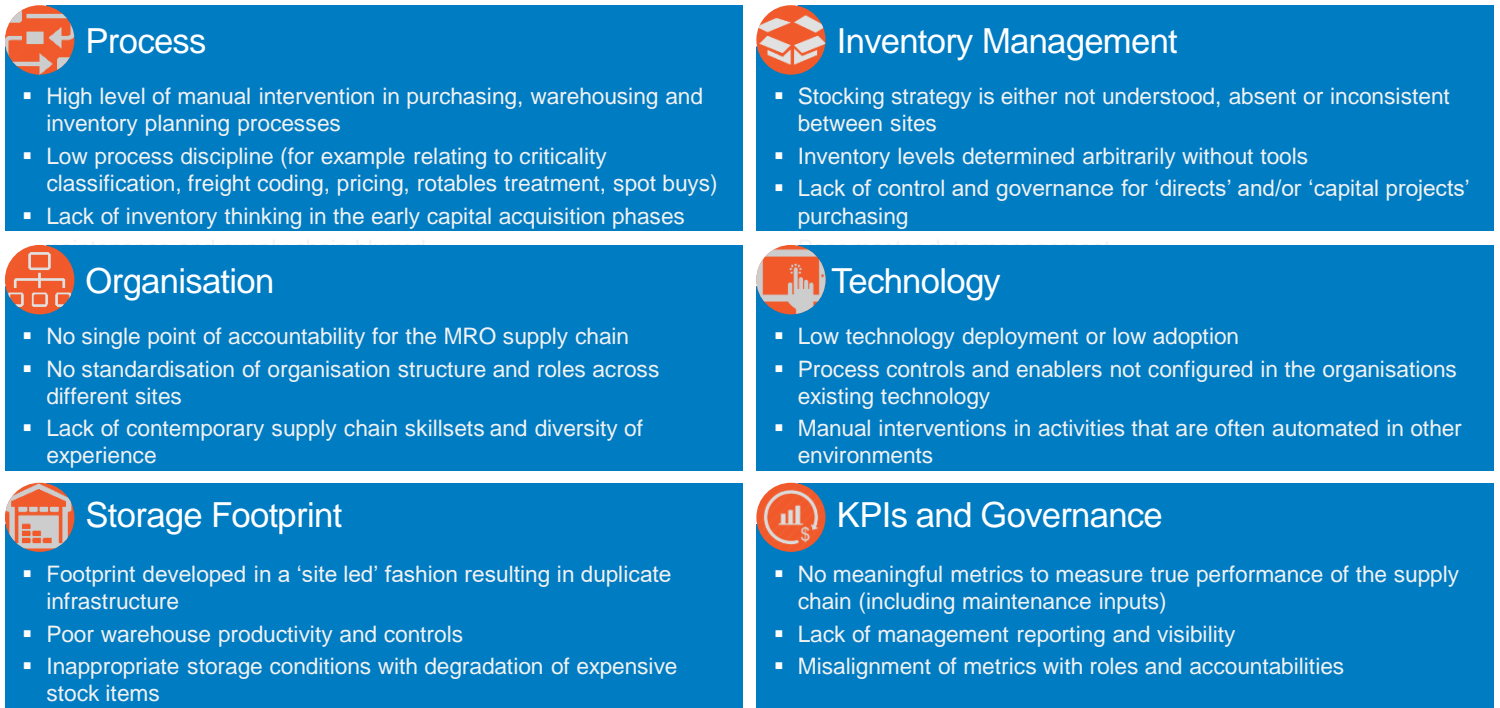 Process
▪ High level of manual intervention in purchasing, warehousing and
inventory planning processes
▪ Low process discipline (for example relating to criticality
classification, freight coding, pricing, rotables treatment, spot buys)
▪ Lack of inventory thinking in the early capital acquisition phases
Inventory Management
▪ Stocking strategy is either not understood, absent or inconsistent
between sites
▪ Inventory levels determined arbitrarily without tools
▪ Lack of control and governance for ‘directs’ and/or ‘capital projects’
purchasing
Organisation
▪ No single point of accountability for the MRO supply chain
▪ No standardisation of organisation structure and roles across
different sites
▪ Lack of contemporary supply chain skillsets and diversity of
experience
Technology
▪ Low technology deployment or low adoption
▪ Process controls and enablers not configured in the organisations
existing technology
▪ Manual interventions in activities that are often automated in other
environments
Storage Footprint
▪ Footprint developed in a ‘site led’ fashion resulting in duplicate
infrastructure
▪ Poor warehouse productivity and controls
▪ Inappropriate storage conditions with degradation of expensive
stock items
$
KPIs and Governance
▪ No meaningful metrics to measure true performance of the supply
chain (including maintenance inputs)
▪ Lack of management reporting and visibility
▪ Misalignment of metrics with roles and accountabilities